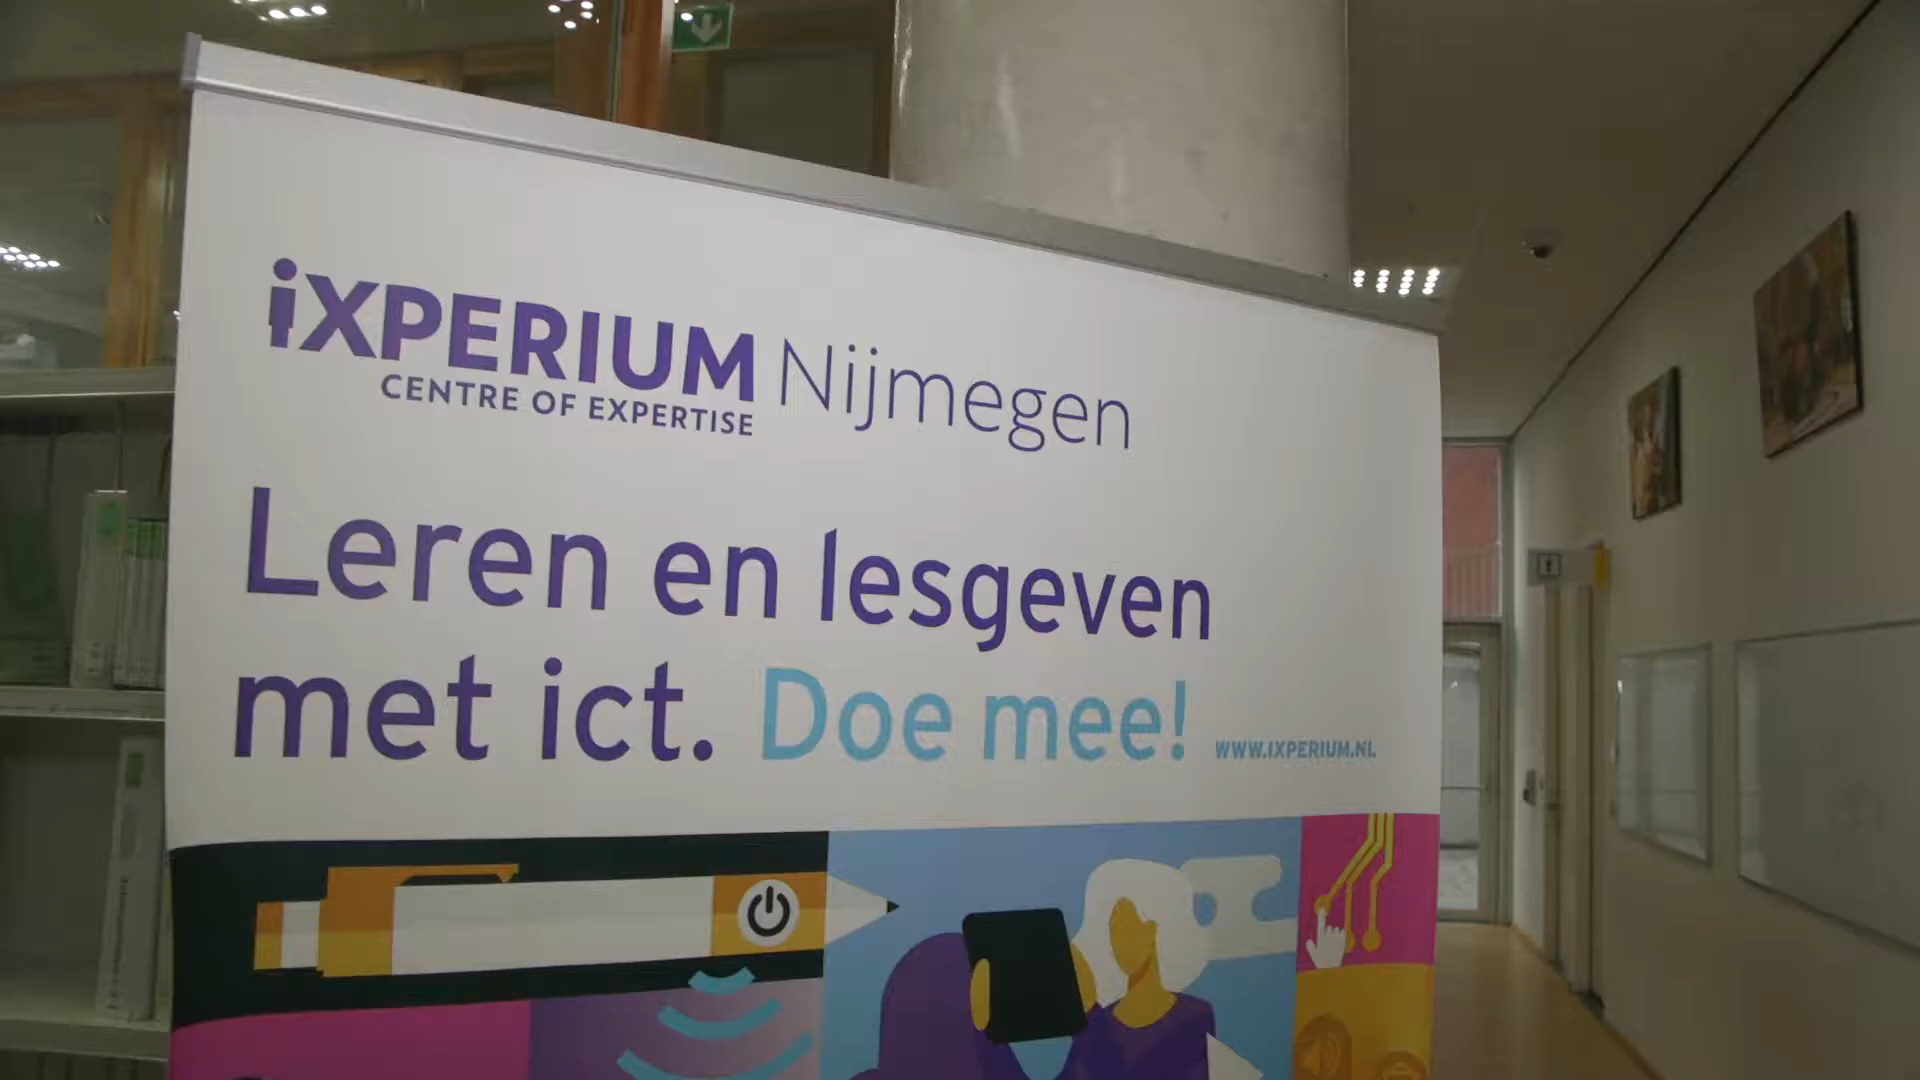 iXPERIUM Nijmegen
CENTRE OF EXPERTISE
Leren en lesgeven
met ict. Doe mee!
WWW.IXPERIUM.NL